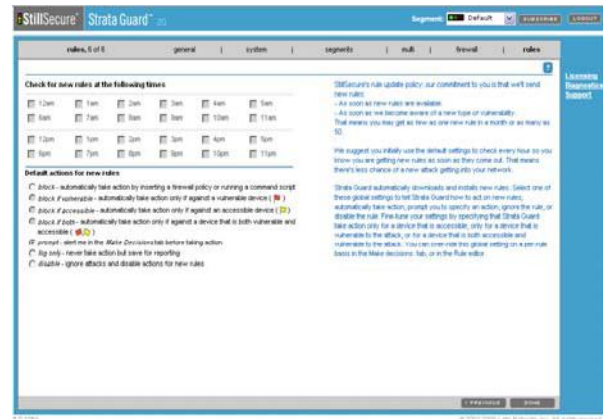 StillSecure Strata Guard
Segment: Default SUBSCRIBE LOGOUT
rules, 6 of 6 general | system | segments | mult | firewall | rules
?
Licensing
Diagnostics
Support
Check for new rules at the following times
12am 1am 2am 3am 4am 5am
6am 7am 8am 9am 10am 11am
12pm 1pm 2pm 3pm 4pm 5pm
6pm 7pm 8pm 9pm 10pm 11pm
Default actions for new rules
block - automatically take action by inserting a firewall policy or running a command script
block if vulnerable - automatically take action only if against a vulnerable device ( )
block if accessible - automatically take action only if against an accessible device ( )
block if both - automatically take action only if against a device that is both vulnerable and
accessible ( )
prompt - alert me in the Make Decisions tab before taking action
log only - never take action but save for reporting
disable - ignore attacks and disable actions for new rules
StillSecure's rule update policy: our commitment to you is that we'll send
new rules:
- As soon as new rules are available.
- As soon as we become aware of a new type of vulnerability.
That means you may get as few as one new rule in a month or as many as
50.
We suggest you initially use the default settings to check every hour so you
know you are getting new rules as soon as they come out. That means
there's less chance of a new attack getting into your network.
Strata Guard automatically downloads and installs new rules. Select one of
these global settings to tell Strata Guard how to act on new rules;
automatically take action, prompt you to specify an action, ignore the rule, or
disable the rule. Fine-tune your settings by specifying that Strata Guard
take action only for a device that is accessible, only for a device that is
vulnerable to the attack, or for a device that is both accessible and
vulnerable to the attack. You can over-ride this global setting on a per-rule
basis in the Make decisions tab, or in the Rule editor.
PREVIOUS DONE